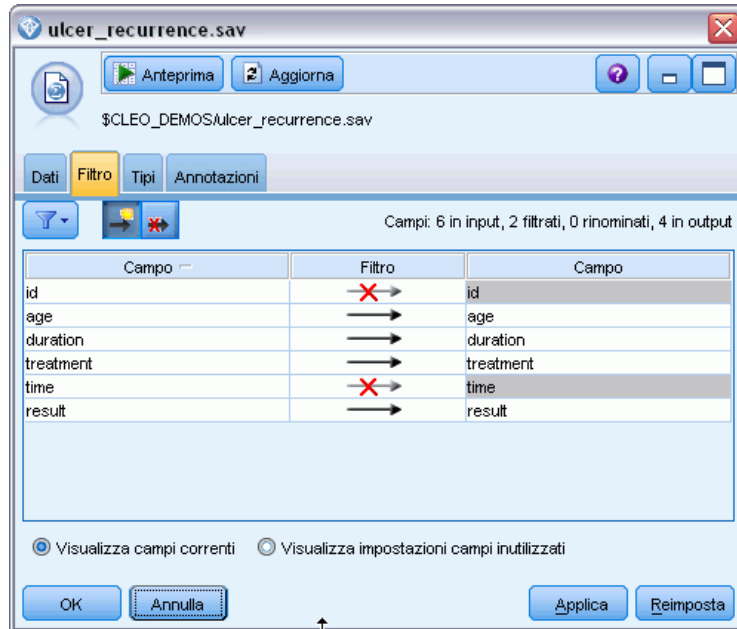 ulcer_recurrence.sav
Anteprima Aggiorna
$CLEO_DEMOS/ulcer_recurrence.sav
Dati Filtro Tipi Annotazioni
Campi: 6 in input, 2 filtrati, 0 rinominati, 4 in output
Campo Filtro Campo
id id
age age
duration duration
treatment treatment
time time
result result
Visualizza campi correnti Visualizza impostazioni campi inutilizzati
OK Annulla Applica Reimposta